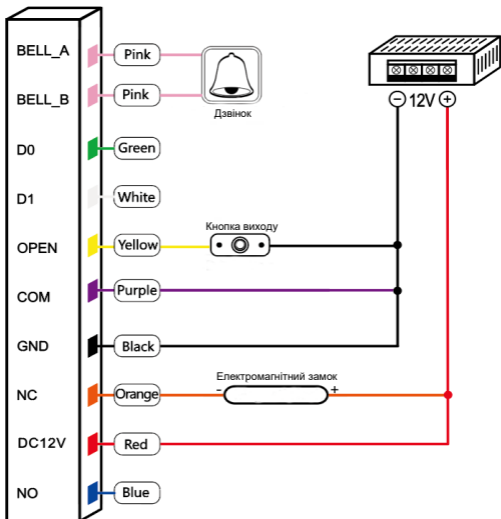 BELL_A Pink
BELL_B Pink
Дзвінок
− 12V +
D0 Green
D1 White
Кнопка виходу
OPEN Yellow
COM Purple
GND Black
Електромагнітний замок
NC Orange - +
DC12V Red
NO Blue